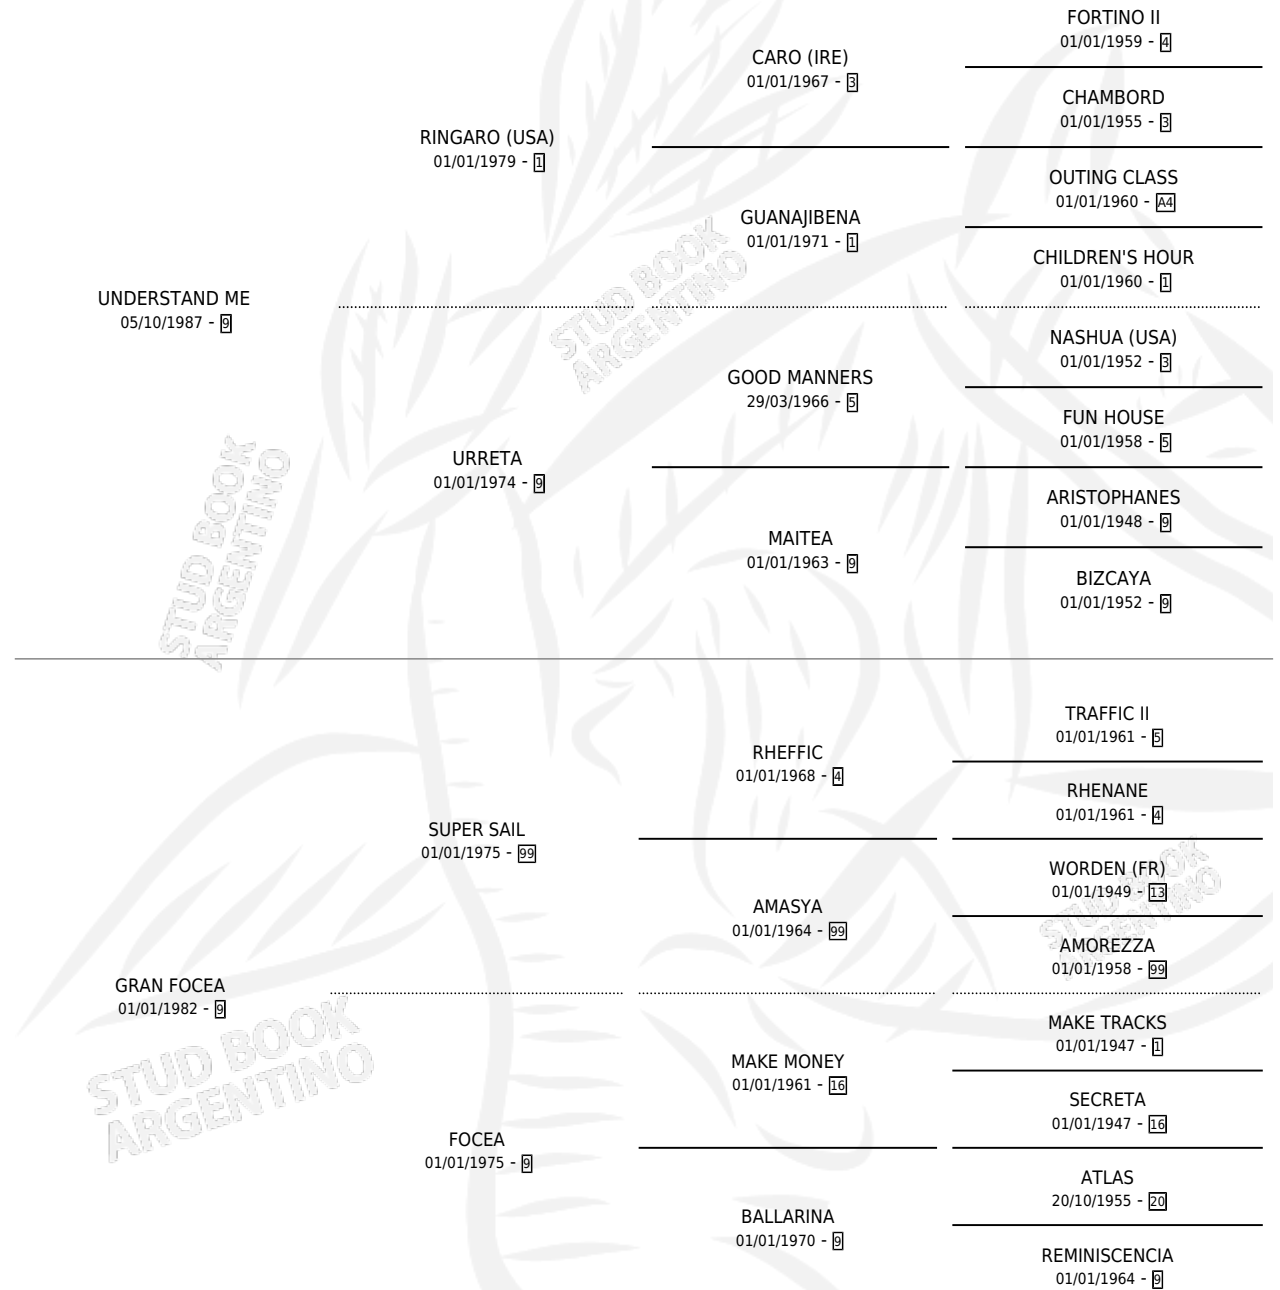 FORTINO II
01/01/1959 - 4
CARO (IRE)
01/01/1967 - 3
CHAMBORD
01/01/1955 - 3
RINGARO (USA)
01/01/1979 - 1
OUTING CLASS
01/01/1960 - A4
GUANAJIBENA
01/01/1971 - 1
CHILDREN'S HOUR
01/01/1960 - 1
UNDERSTAND ME
05/10/1987 - 9
NASHUA (USA)
01/01/1952 - 3
GOOD MANNERS
29/03/1966 - 5
FUN HOUSE
01/01/1958 - 5
URRETA
01/01/1974 - 9
ARISTOPHANES
01/01/1948 - 9
MAITEA
01/01/1963 - 9
BIZCAYA
01/01/1952 - 9
TRAFFIC II
01/01/1961 - 5
RHEFFIC
01/01/1968 - 4
RHENANE
01/01/1961 - 4
SUPER SAIL
01/01/1975 - 99
WORDEN (FR)
01/01/1949 - 13
AMASYA
01/01/1964 - 99
AMOREZZA
01/01/1958 - 99
GRAN FOCEA
01/01/1982 - 9
MAKE TRACKS
01/01/1947 - 1
MAKE MONEY
01/01/1961 - 16
SECRETA
01/01/1947 - 16
FOCEA
01/01/1975 - 9
ATLAS
20/10/1955 - 20
BALLARINA
01/01/1970 - 9
REMINISCENCIA
01/01/1964 - 9
STUD BOOK
ARGENTINO
STUD BOOK
ARGENTINO
STUD BOOK
ARGENTINO
STUD BOOK
ARGENTINO